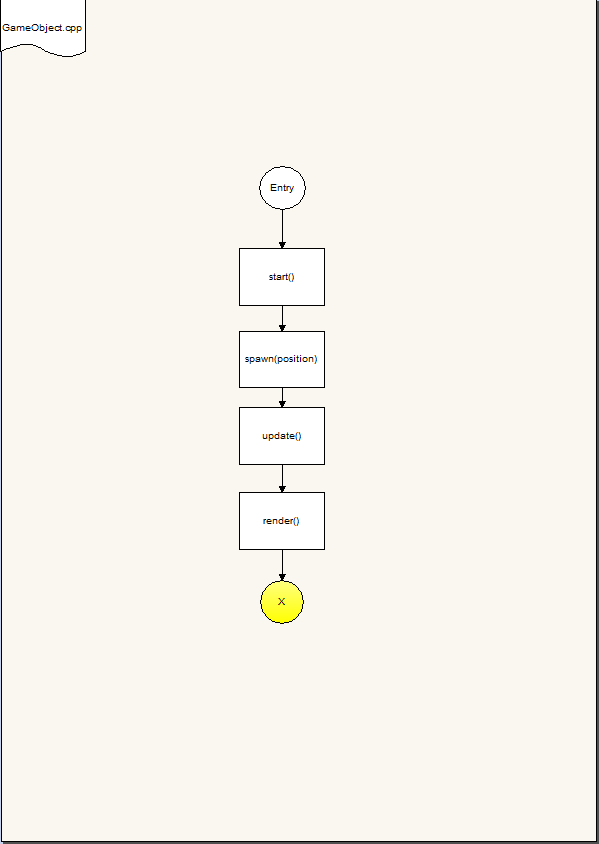 GameObject.cpp
Entry
start()
spawn(position)
update()
render()
X